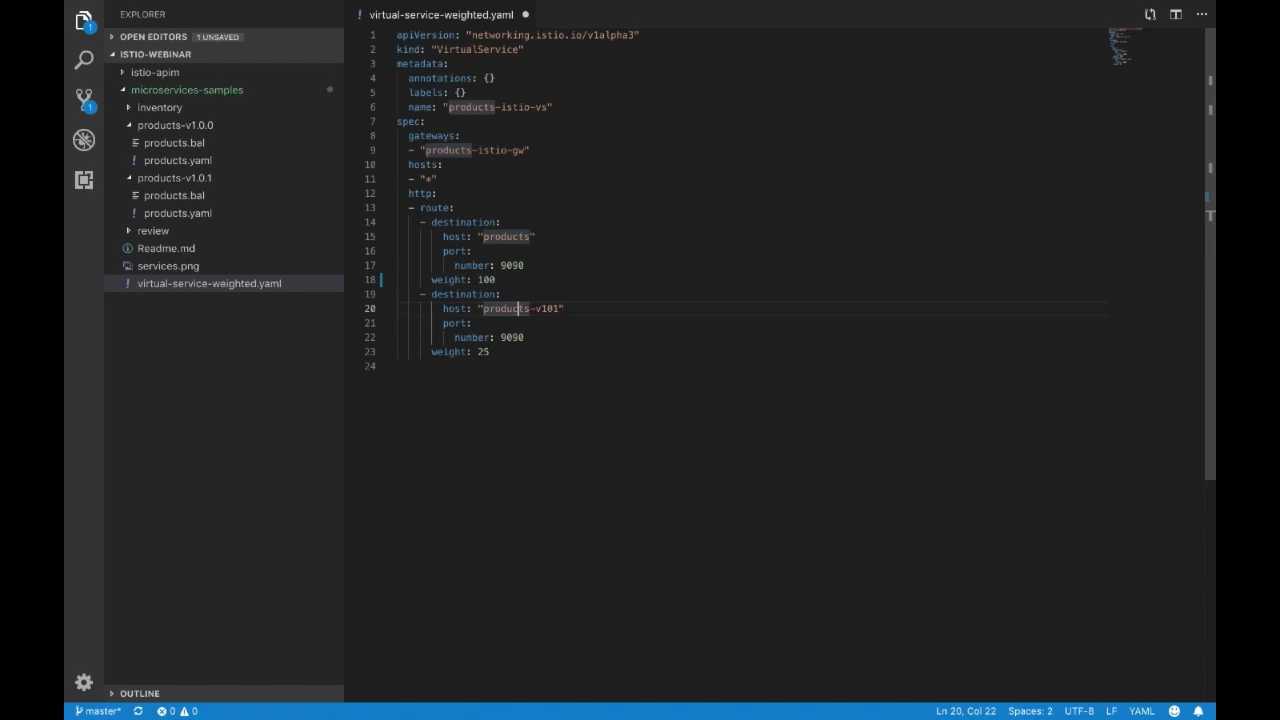 EXPLORER
OPEN EDITORS 1 UNSAVED
ISTIO-WEBINAR
istio-apim
microservices-samples
inventory
products-v1.0.0
products.bal
! products.yaml
products-v1.0.1
products.bal
! products.yaml
review
Readme.md
services.png
! virtual-service-weighted.yaml
OUTLINE
1
1
! virtual-service-weighted.yaml
1 apiVersion: "networking.istio.io/v1alpha3"
2 kind: "VirtualService"
3 metadata:
4 annotations: {}
5 labels: {}
6 name: "products-istio-vs"
7 spec:
8 gateways:
9 - "products-istio-gw"
10 hosts:
11 - "*"
12 http:
13 - route:
14 - destination:
15 host: "products"
16 port:
17 number: 9090
18 weight: 100
19 - destination:
20 host: "products-v101"
21 port:
22 number: 9090
23 weight: 25
24
master* 0 0 Ln 20, Col 22 Spaces: 2 UTF-8 LF YAML